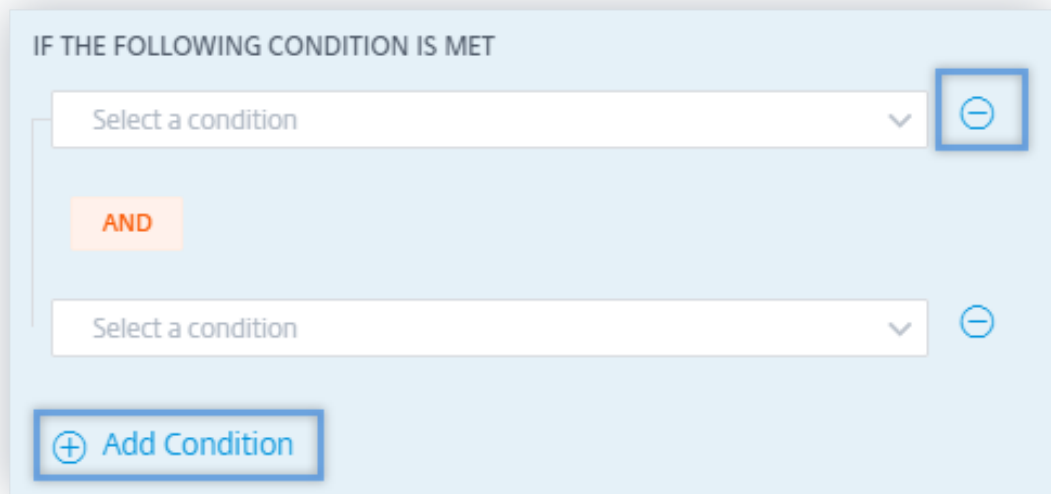 IF THE FOLLOWING CONDITION IS MET
Select a condition
AND
Select a condition
Add Condition